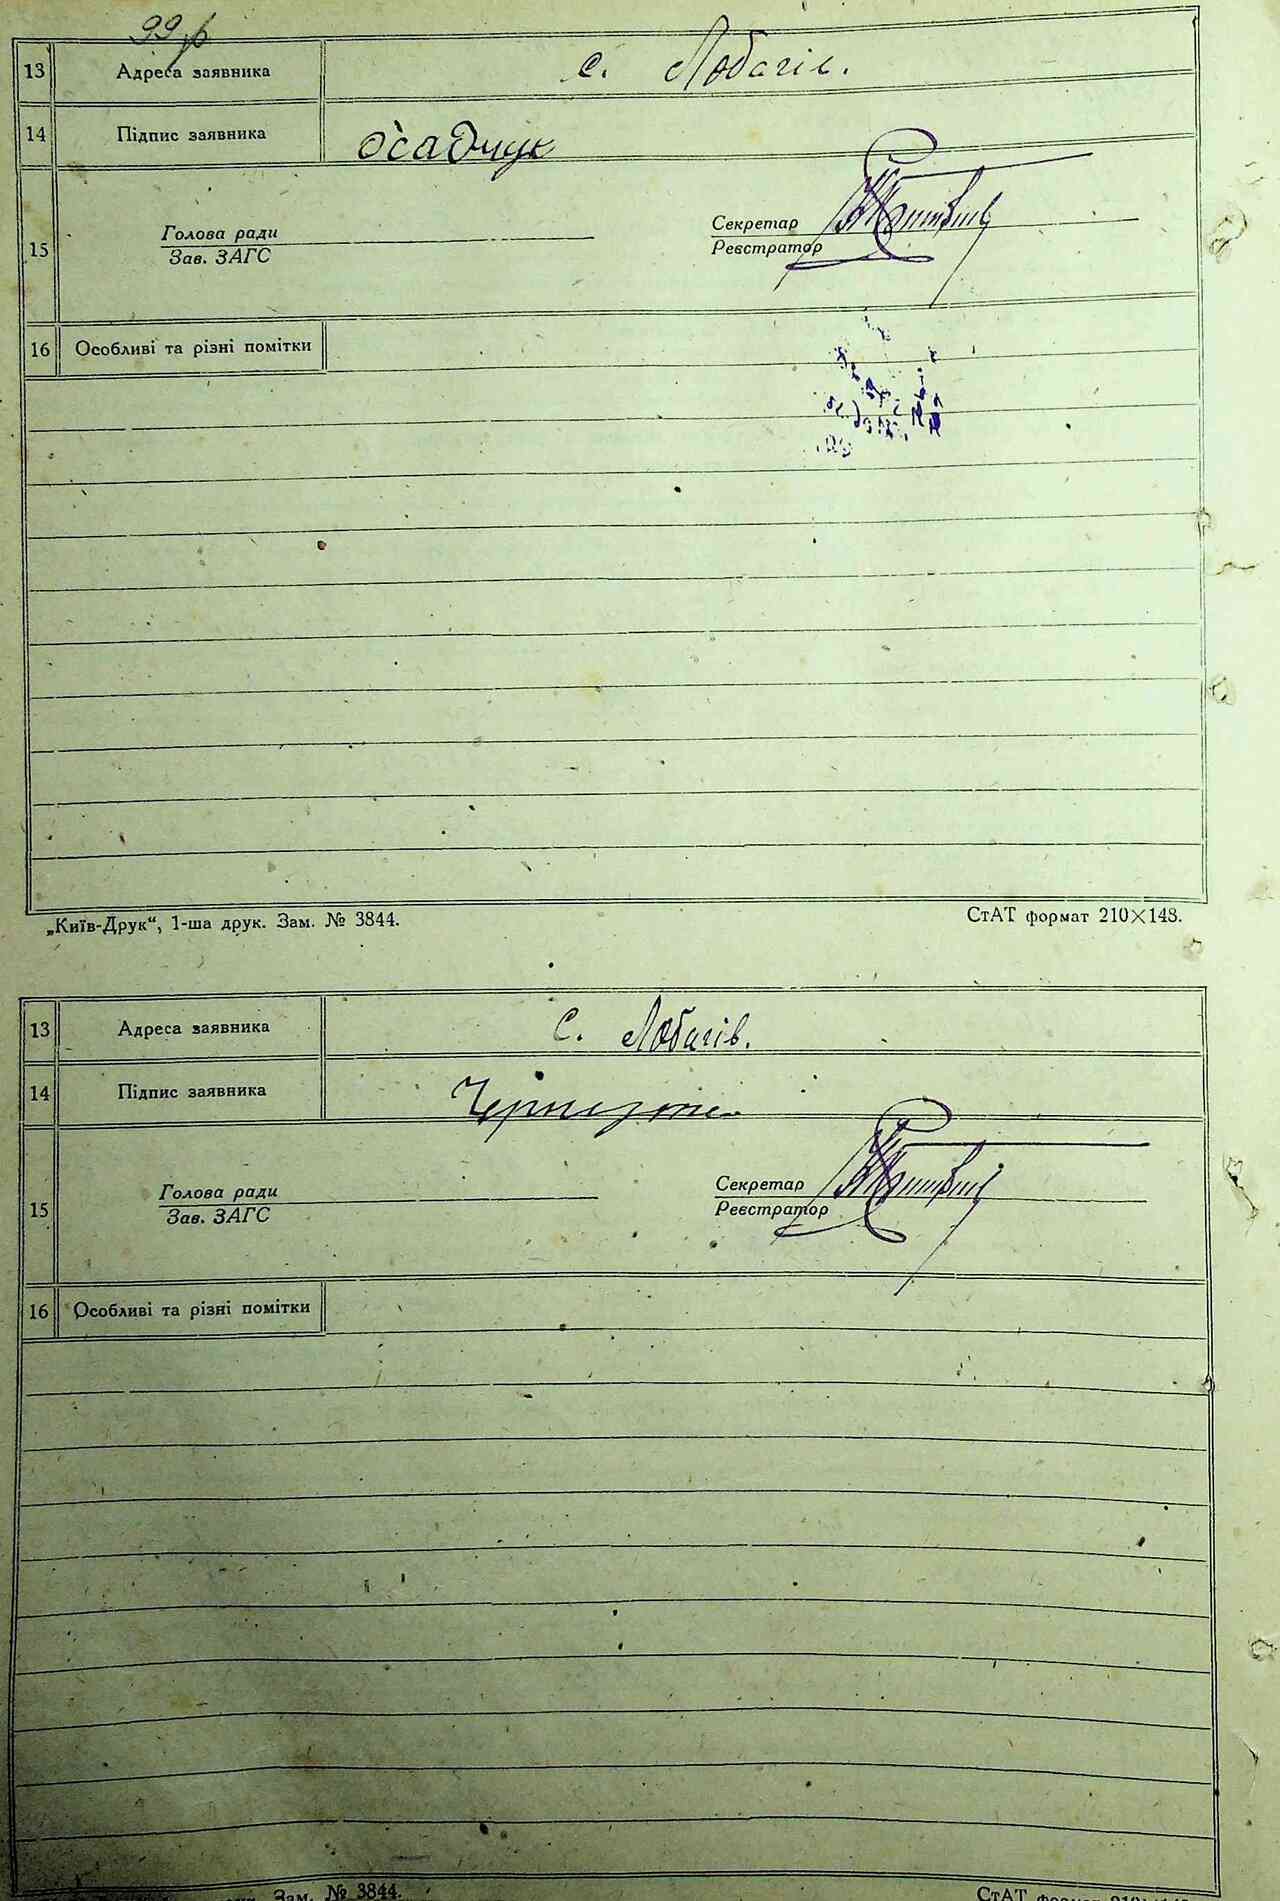 99
13 Адреса заявника с. Лобачів.
14 Підпис заявника Осадчук
15 Голова ради Секретар
Зав. ЗАГС Реєстратор
16 Особливі та різні помітки
„Київ-Друк“, 1-ша друк. Зам. № 3844. СтАТ формат 210×148.
13 Адреса заявника с. Лобачів.
14 Підпис заявника
15 Голова ради Секретар
Зав. ЗАГС Реєстратор
16 Особливі та різні помітки
Зам. № 3844. СтАТ формат